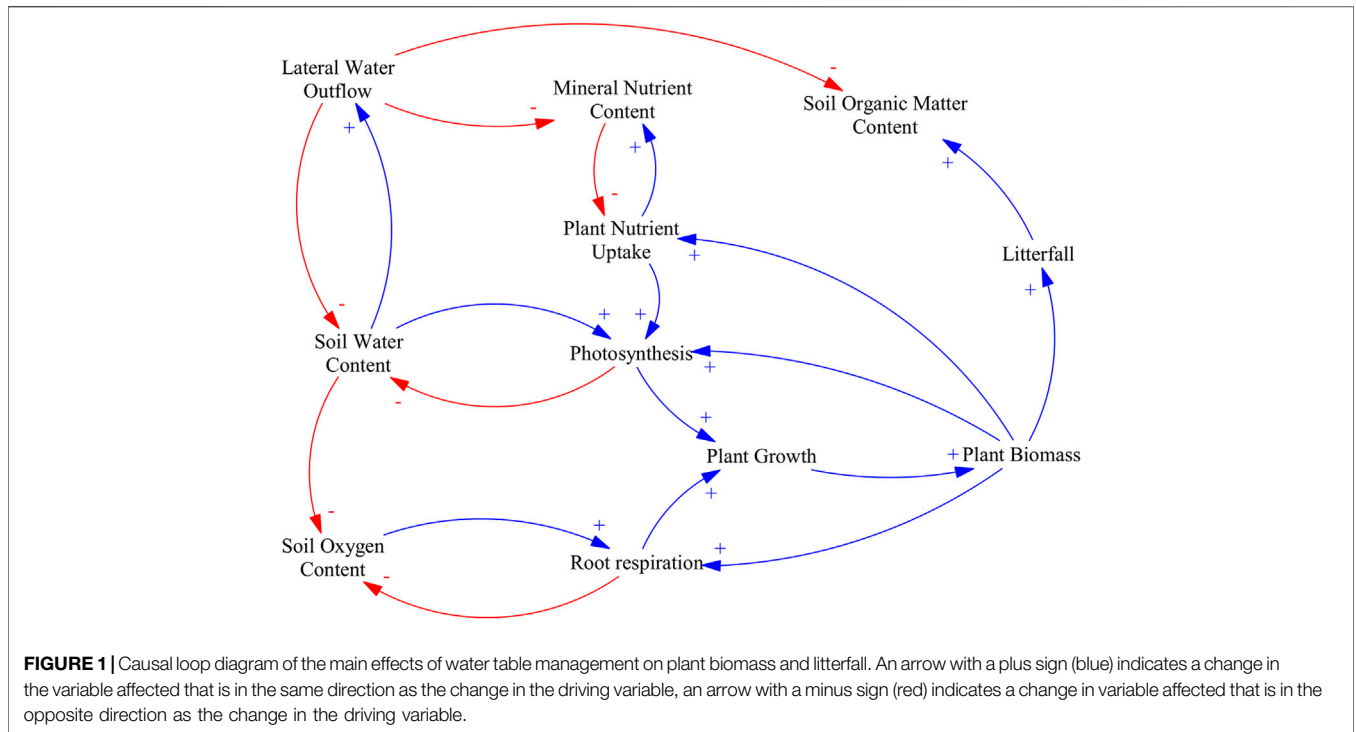 Lateral Water
Outflow
Mineral Nutrient
Content
Soil Organic Matter
Content
-
-
+
+
+
-
Plant Nutrient
Uptake
+
Litterfall
+
-
+
+
Soil Water
Content
Photosynthesis
+
-
+
Plant Growth
+ Plant Biomass
+
-
+
+
Soil Oxygen
Content
-
Root respiration
FIGURE 1 | Causal loop diagram of the main effects of water table management on plant biomass and litterfall. An arrow with a plus sign (blue) indicates a change in
the variable affected that is in the same direction as the change in the driving variable, an arrow with a minus sign (red) indicates a change in variable affected that is in the
opposite direction as the change in the driving variable.